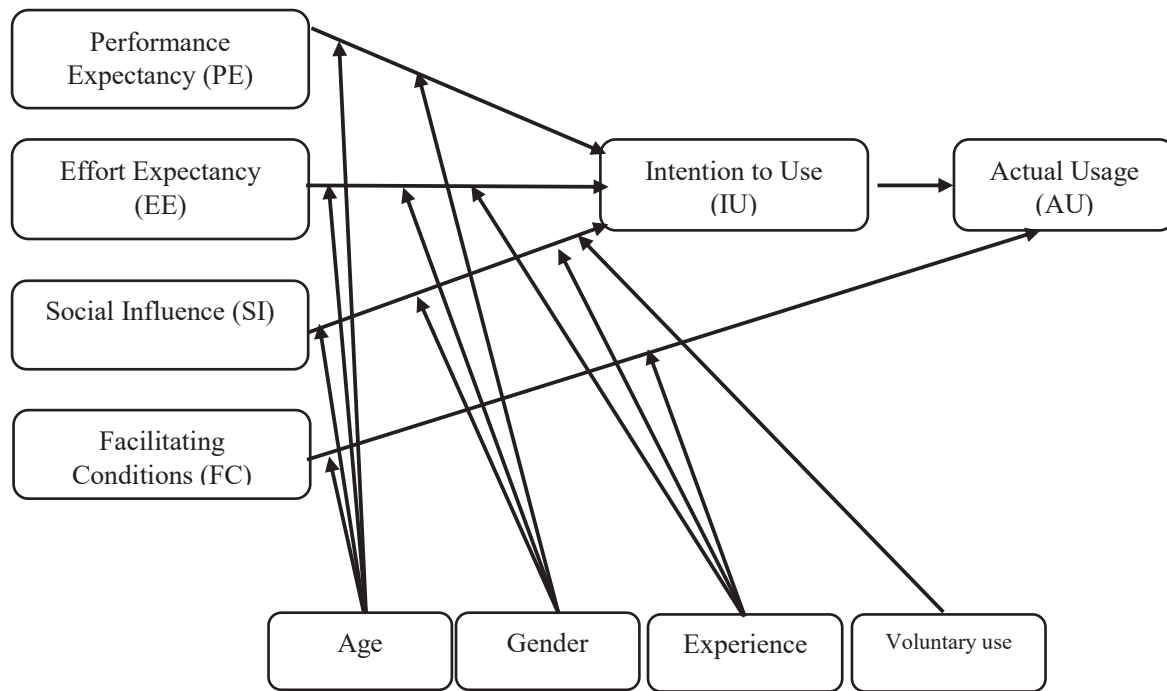 Performance
Expectancy (PE)
Effort Expectancy
(EE)
Intention to Use
(IU)
Actual Usage
(AU)
Social Influence (SI)
Facilitating
Conditions (FC)
Age
Gender
Experience
Voluntary use